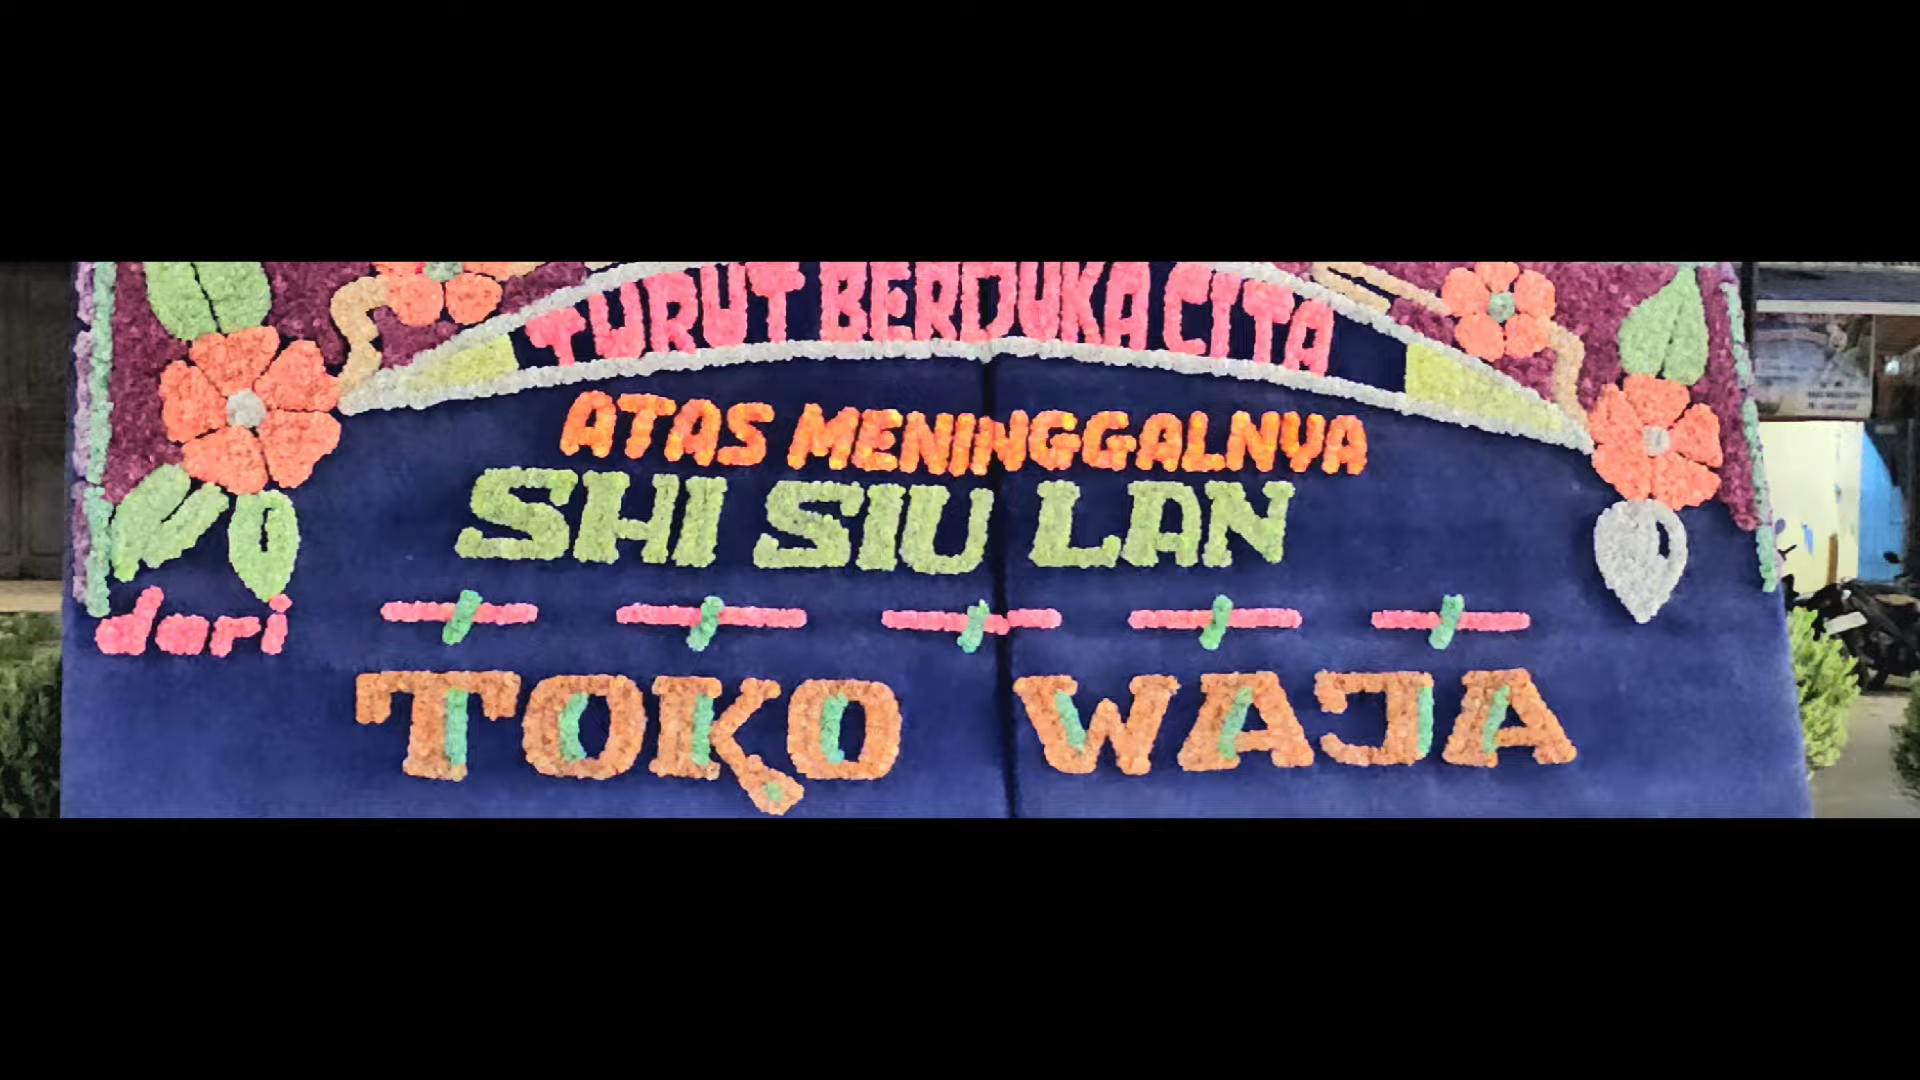 TURUT BERDUKA CITA
ATAS MENINGGALNYA
SHI SIU LAN
dari
TOKO WAJA